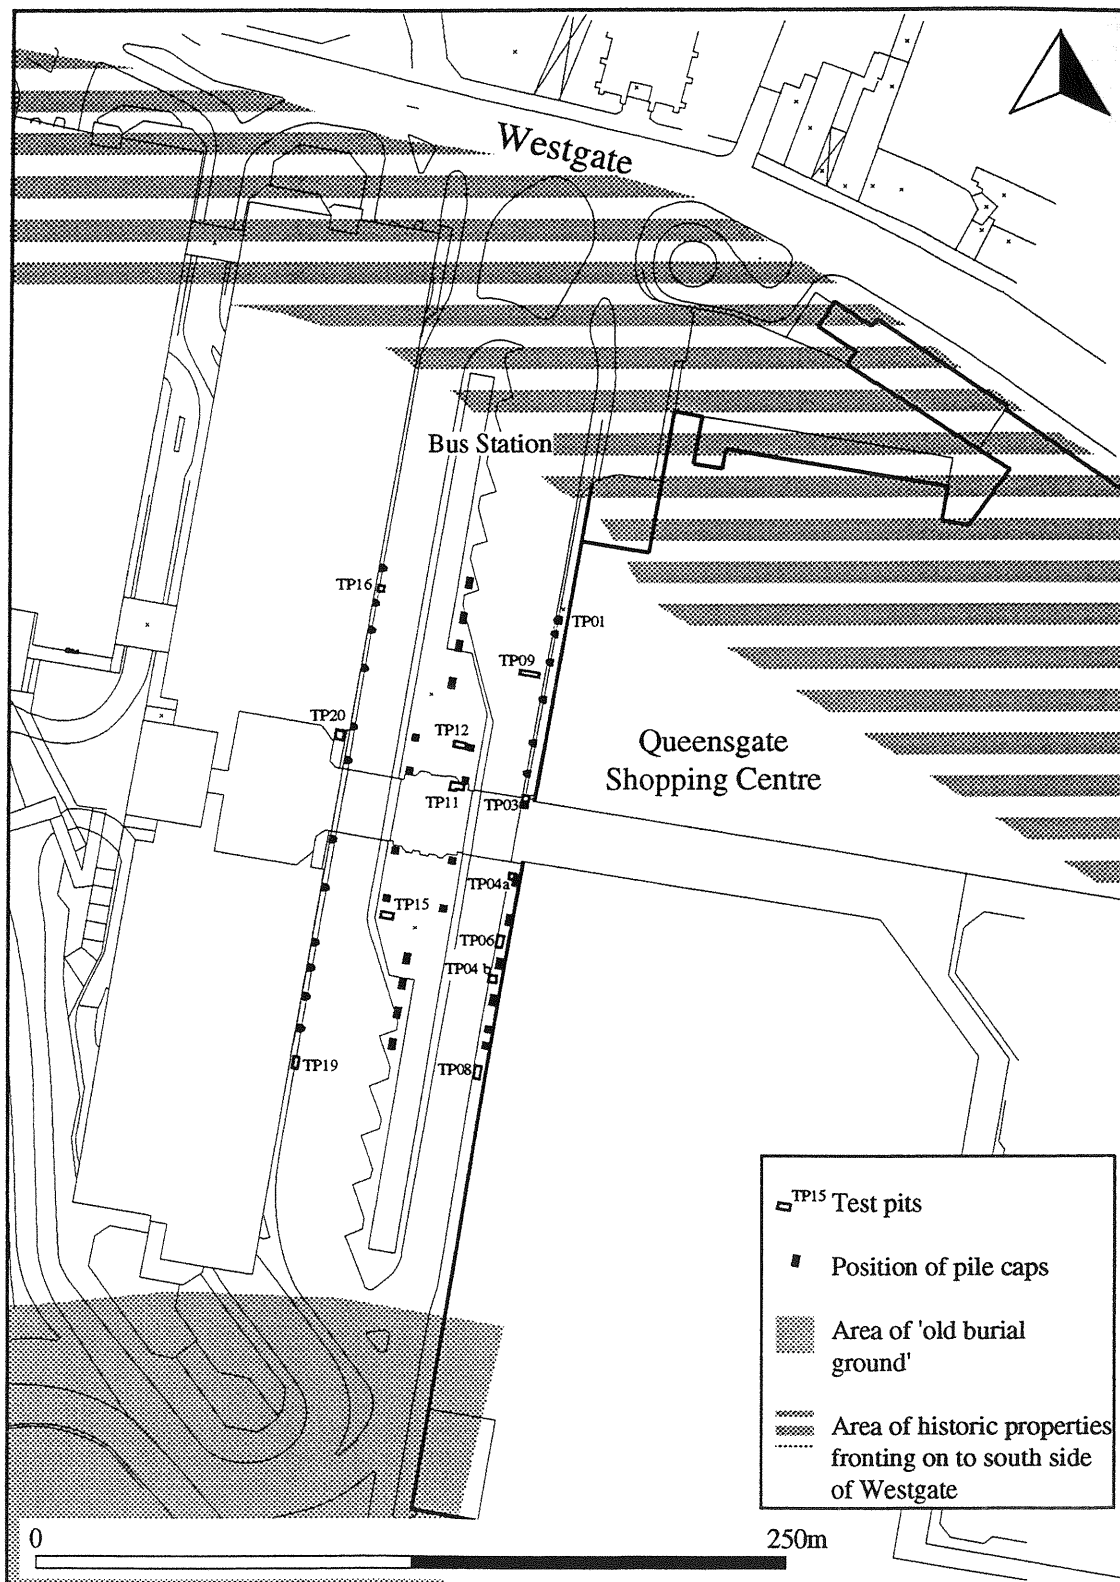 Westgate
Bus Station
TP16
TP01
TP09
TP20
TP12
Queensgate
Shopping Centre
TP11
TP03
TP04a
TP15
TP06
TP04 b
TP19
TP08
TP15 Test pits
Position of pile caps
Area of 'old burial
ground'
Area of historic properties
fronting on to south side
of Westgate
0
250m